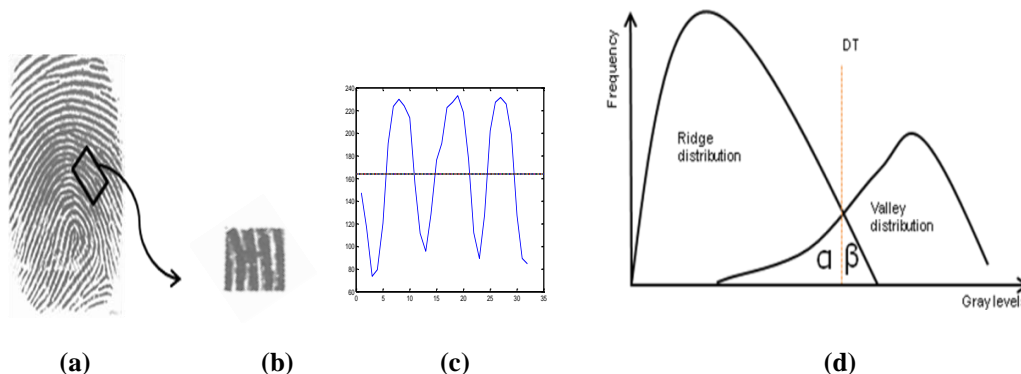 240
220
200
180
160
140
120
100
80
60
0 5 10 15 20 25 30 35
Frequency
DT
Ridge
distribution
Valley
distribution
α β
Gray levels
(a) (b) (c) (d)